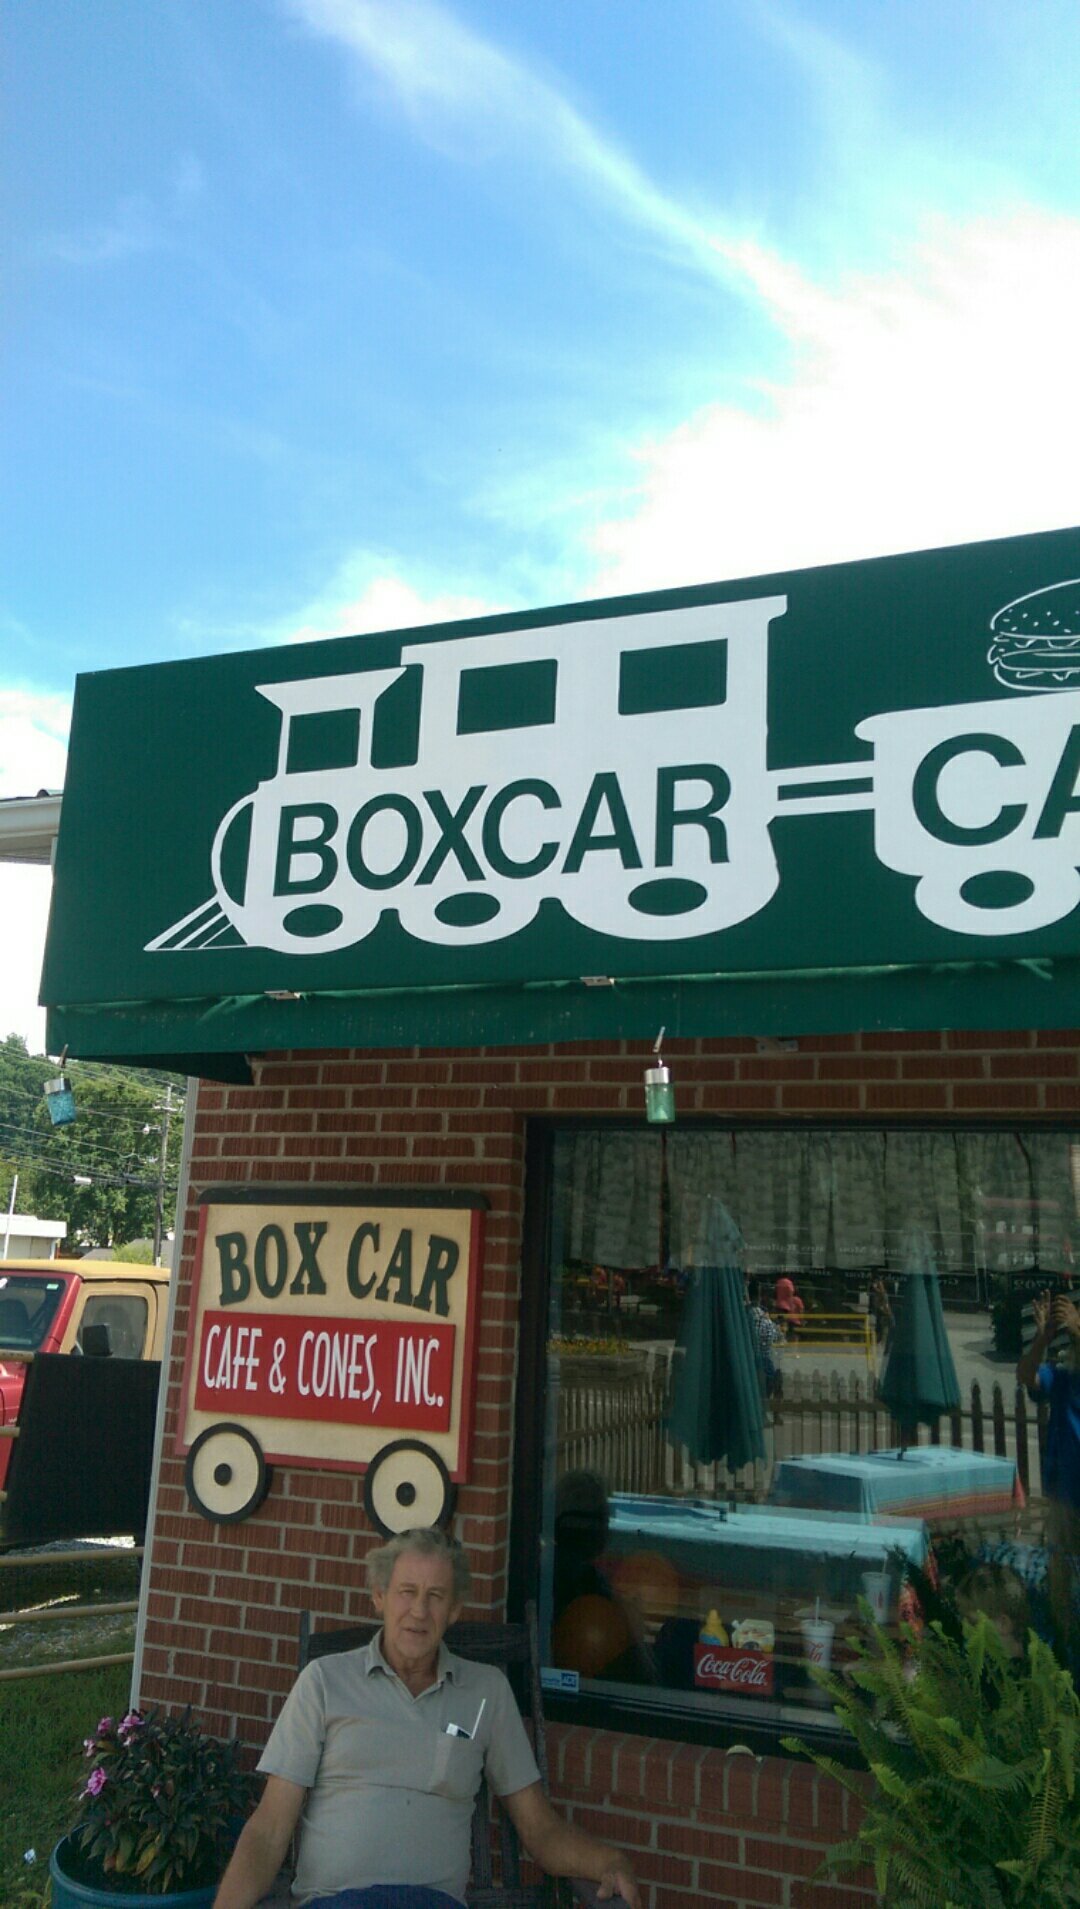 BOXCAR CA
BOX CAR
CAFE & CONES, INC.
Coca-Cola